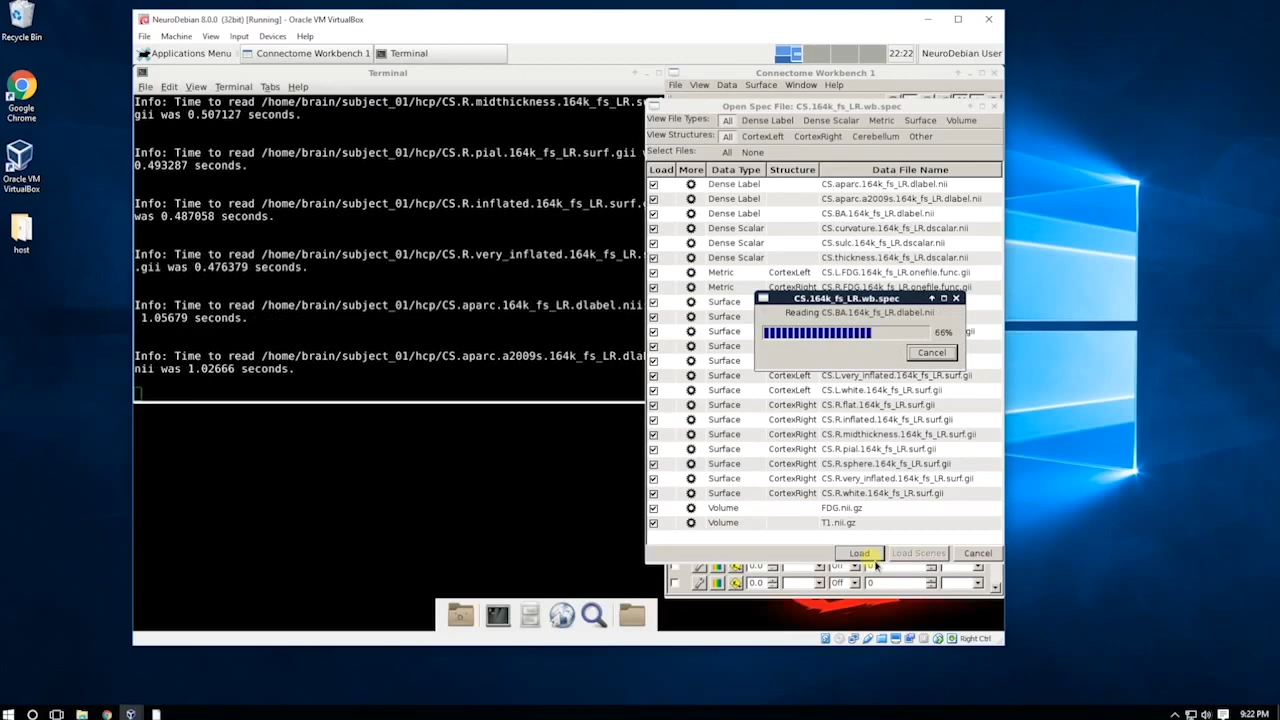 Recycle Bin
Google
Chrome
Oracle VM
VirtualBox
host
NeuroDebian 8.0.0 (32bit) [Running] - Oracle VM VirtualBox
File Machine View Input Devices Help
Applications Menu Connectome Workbench 1 Terminal 22:22 NeuroDebian User
Terminal
File Edit View Terminal Tabs Help
Info: Time to read /home/brain/subject_01/hcp/CS.R.midthickness.164k_fs_LR.s
gii was 0.507127 seconds.
Info: Time to read /home/brain/subject_01/hcp/CS.R.pial.164k_fs_LR.surf.gii
0.493287 seconds.
Info: Time to read /home/brain/subject_01/hcp/CS.R.inflated.164k_fs_LR.surf.
was 0.487058 seconds.
Info: Time to read /home/brain/subject_01/hcp/CS.R.very_inflated.164k_fs_LR.
.gii was 0.476379 seconds.
Info: Time to read /home/brain/subject_01/hcp/CS.aparc.164k_fs_LR.dlabel.nii
1.05679 seconds.
Info: Time to read /home/brain/subject_01/hcp/CS.aparc.a2009s.164k_fs_LR.dla
nii was 1.02666 seconds.
Connectome Workbench 1
File View Data Surface Window Help
Open Spec File: CS.164k_fs_LR.wb.spec
View File Types: All Dense Label Dense Scalar Metric Surface Volume
View Structures: All CortexLeft CortexRight Cerebellum Other
Select Files: All None
Load More Data Type Structure Data File Name
Dense Label CS.aparc.164k_fs_LR.dlabel.nii
Dense Label CS.aparc.a2009s.164k_fs_LR.dlabel.nii
Dense Label CS.BA.164k_fs_LR.dlabel.nii
Dense Scalar CS.curvature.164k_fs_LR.dscalar.nii
Dense Scalar CS.sulc.164k_fs_LR.dscalar.nii
Dense Scalar CS.thickness.164k_fs_LR.dscalar.nii
Metric CortexLeft CS.L.FDG.164k_fs_LR.onefile.func.gii
Metric CortexRight CS.R.FDG.164k_fs_LR.onefile.func.gii
Surface
Surface
Surface gii
Surface
Surface
Surface CortexLeft CS.L.very_inflated.164k_fs_LR.surf.gii
Surface CortexLeft CS.L.white.164k_fs_LR.surf.gii
Surface CortexRight CS.R.flat.164k_fs_LR.surf.gii
Surface CortexRight CS.R.inflated.164k_fs_LR.surf.gii
Surface CortexRight CS.R.midthickness.164k_fs_LR.surf.gii
Surface CortexRight CS.R.pial.164k_fs_LR.surf.gii
Surface CortexRight CS.R.sphere.164k_fs_LR.surf.gii
Surface CortexRight CS.R.very_inflated.164k_fs_LR.surf.gii
Surface CortexRight CS.R.white.164k_fs_LR.surf.gii
Volume FDG.nii.gz
Volume T1.nii.gz
CS.164k_fs_LR.wb.spec
Reading CS.BA.164k_fs_LR.dlabel.nii
66%
Cancel
Load Load Scenes Cancel
0.0 Off 0
0.0 Off 0
Right Ctrl
9:22 PM